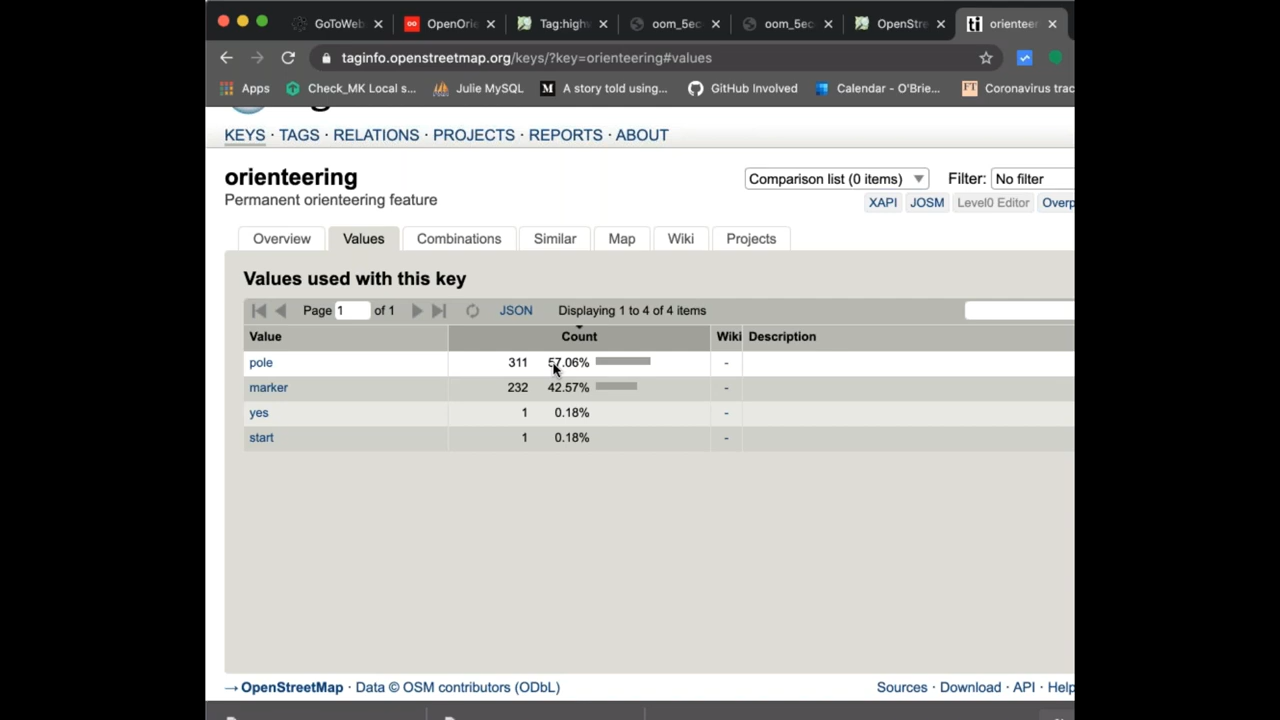 GoToWeb
OpenOrie
Tag:high
oom_5ec
oom_5ec
OpenStre
orienteer
taginfo.openstreetmap.org/keys/?key=orienteering#values
Apps
Check_MK Local s...
Julie MySQL
A story told using...
GitHub Involved
Calendar - O'Brie...
FT Coronavirus trac
KEYS · TAGS · RELATIONS · PROJECTS · REPORTS · ABOUT
orienteering
Permanent orienteering feature
Comparison list (0 items)
Filter: No filter
XAPI JOSM Level0 Editor Overp
Overview Values Combinations Similar Map Wiki Projects
Values used with this key
Page 1 of 1 JSON Displaying 1 to 4 of 4 items
Value Count Wiki Description
pole 311 57.06% -
marker 232 42.57% -
yes 1 0.18% -
start 1 0.18% -
→ OpenStreetMap · Data © OSM contributors (ODbL)
Sources · Download · API · Help